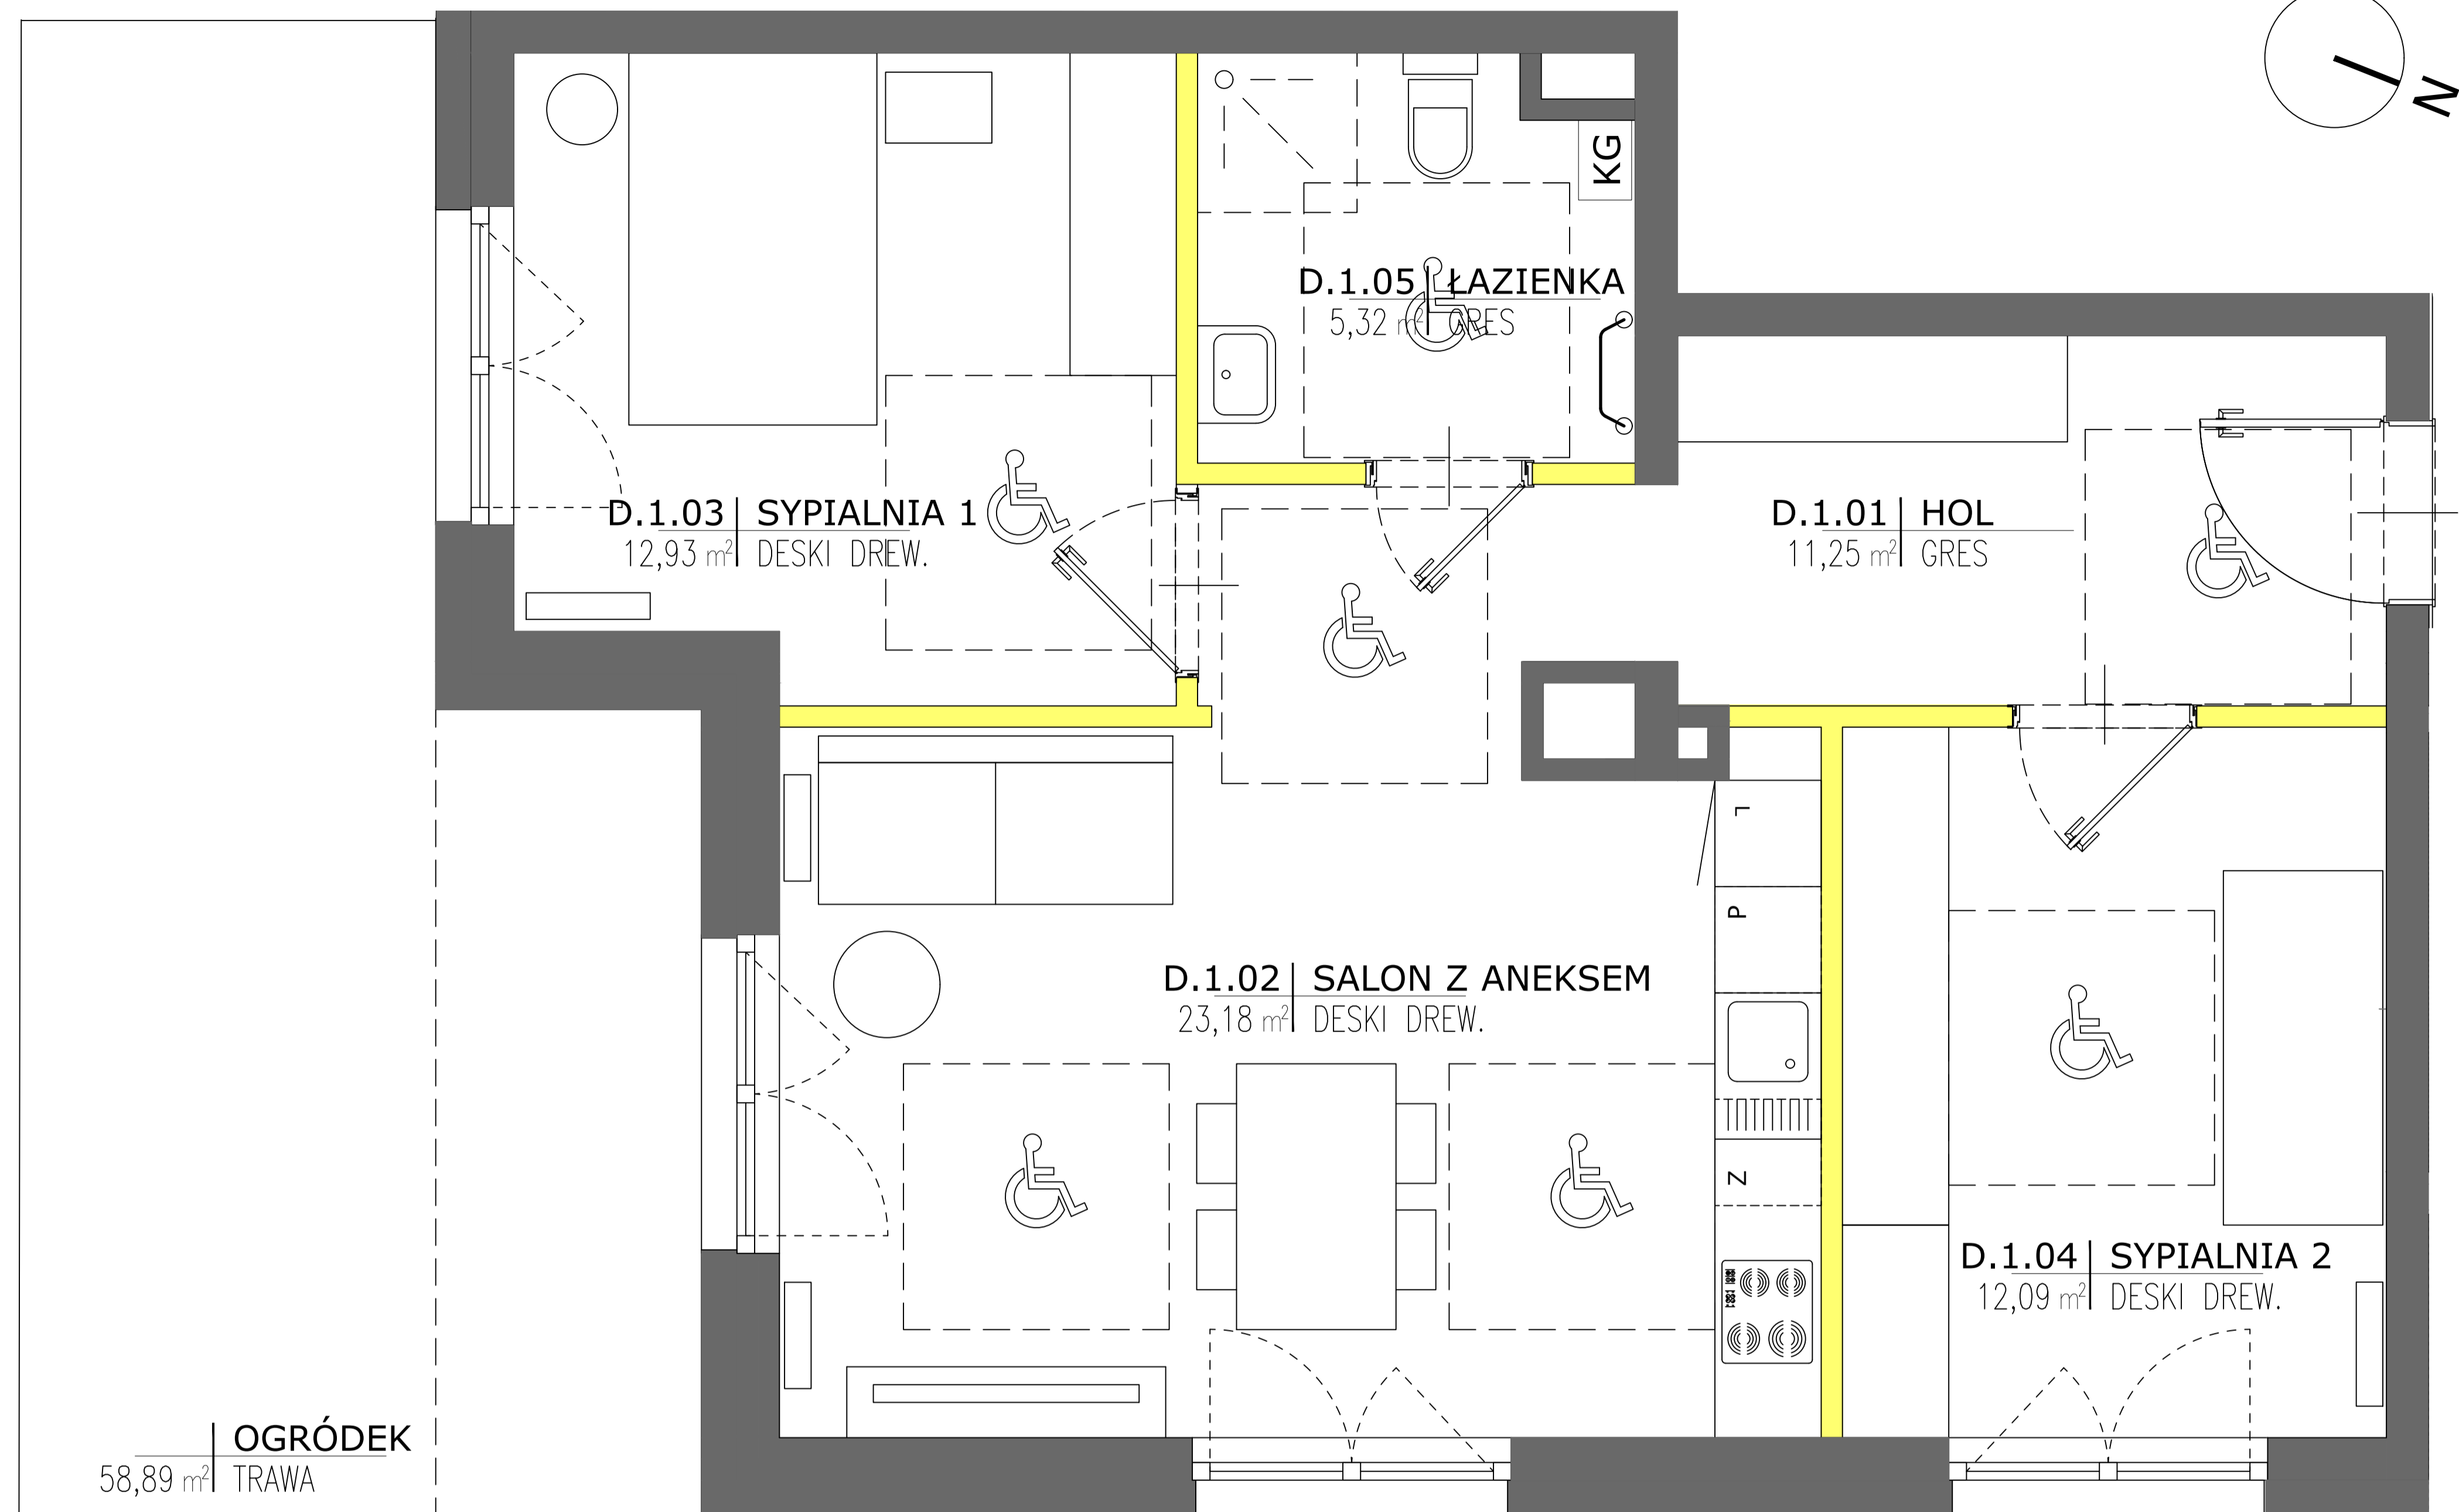 N
KG
D.1.05 ŁAZIENKA
5,32 m² GRES
D.1.03 SYPIALNIA 1
12,93 m² DESKI DREW.
D.1.01 HOL
11,25 m² GRES
L
P
D.1.02 SALON Z ANEKSEM
23,18 m² DESKI DREW.
Z
D.1.04 SYPIALNIA 2
12,09 m² DESKI DREW.
OGRÓDEK
58,89 m² TRAWA